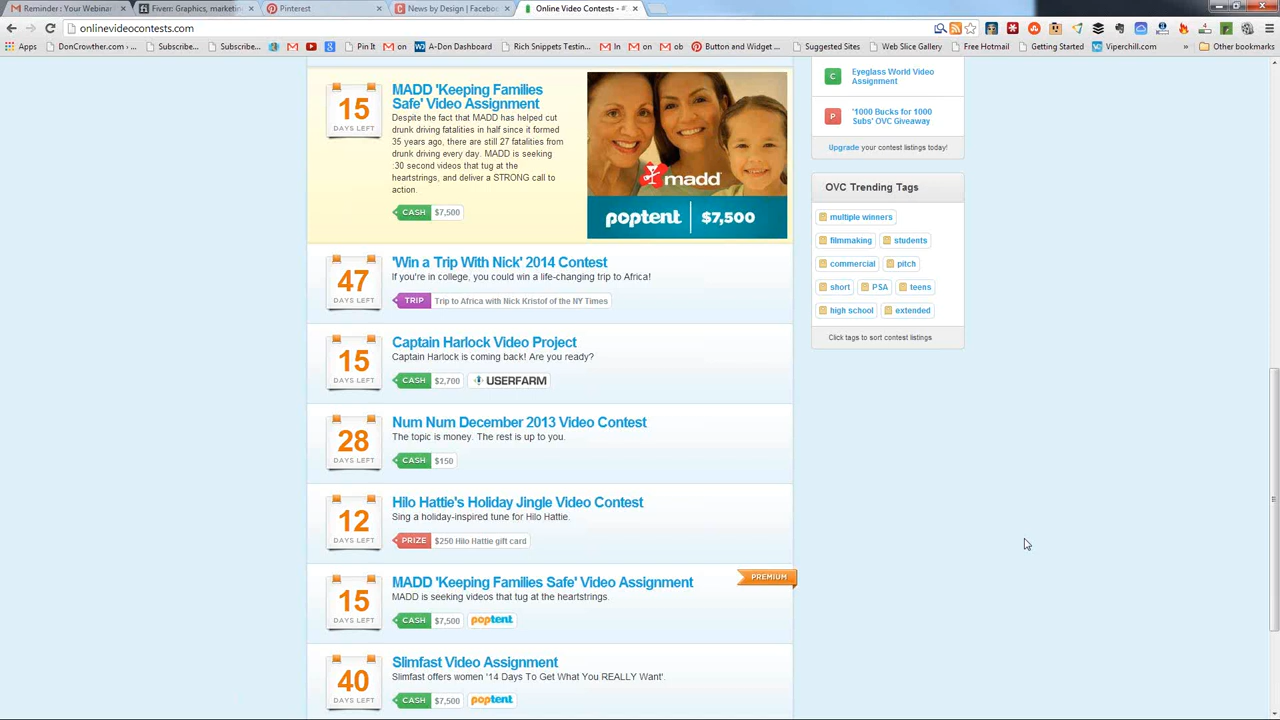 Reminder : Your Webinar
Fiverr: Graphics, marketin
Pinterest
News by Design | Facebook
Online Video Contests -
onlinevideocontests.com
Apps
DonCrowther.com -
Subscribe...
Subscribe...
Pin It
on
A-Don Dashboard
Rich Snippets Testin...
In
on
ob
Button and Widget ...
Suggested Sites
Web Slice Gallery
Free Hotmail
Getting Started
Viperchill.com
»
Other bookmarks
15
DAYS LEFT
MADD 'Keeping Families
Safe' Video Assignment
Despite the fact that MADD has helped cut
drunk driving fatalities in half since it formed
35 years ago, there are still 27 fatalities from
drunk driving every day. MADD is seeking
:30 second videos that tug at the
heartstrings, and deliver a STRONG call to
action.
CASH $7,500
madd
poptent $7,500
47
DAYS LEFT
'Win a Trip With Nick' 2014 Contest
If you're in college, you could win a life-changing trip to Africa!
TRIP Trip to Africa with Nick Kristof of the NY Times
15
DAYS LEFT
Captain Harlock Video Project
Captain Harlock is coming back! Are you ready?
CASH $2,700 USERFARM
28
DAYS LEFT
Num Num December 2013 Video Contest
The topic is money. The rest is up to you.
CASH $150
12
DAYS LEFT
Hilo Hattie's Holiday Jingle Video Contest
Sing a holiday-inspired tune for Hilo Hattie.
PRIZE $250 Hilo Hattie gift card
15
DAYS LEFT
MADD 'Keeping Families Safe' Video Assignment
PREMIUM
MADD is seeking videos that tug at the heartstrings.
CASH $7,500 poptent
40
DAYS LEFT
Slimfast Video Assignment
Slimfast offers women '14 Days To Get What You REALLY Want'.
CASH $7,500 poptent
C
Eyeglass World Video
Assignment
P
'1000 Bucks for 1000
Subs' OVC Giveaway
Upgrade your contest listings today!
OVC Trending Tags
multiple winners
filmmaking students
commercial pitch
short PSA teens
high school extended
Click tags to sort contest listings